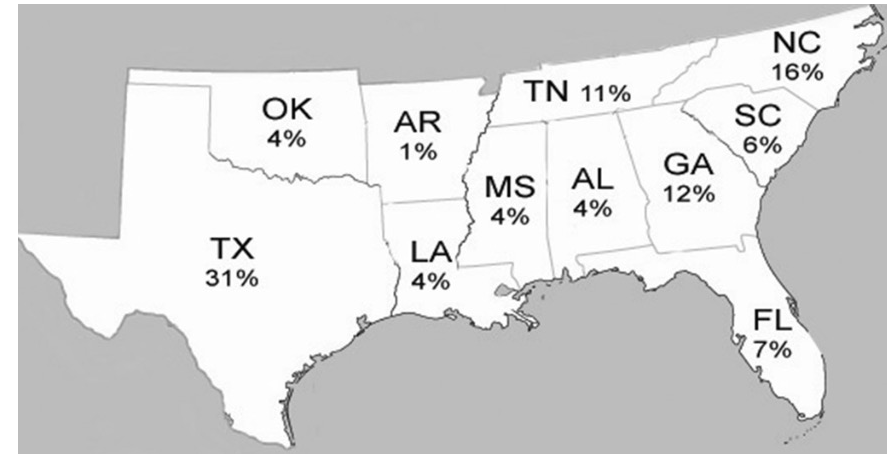 NC
16%
TN 11%
OK
4%
AR
1%
SC
6%
GA
12%
MS
4%
AL
4%
TX
31%
LA
4%
FL
7%